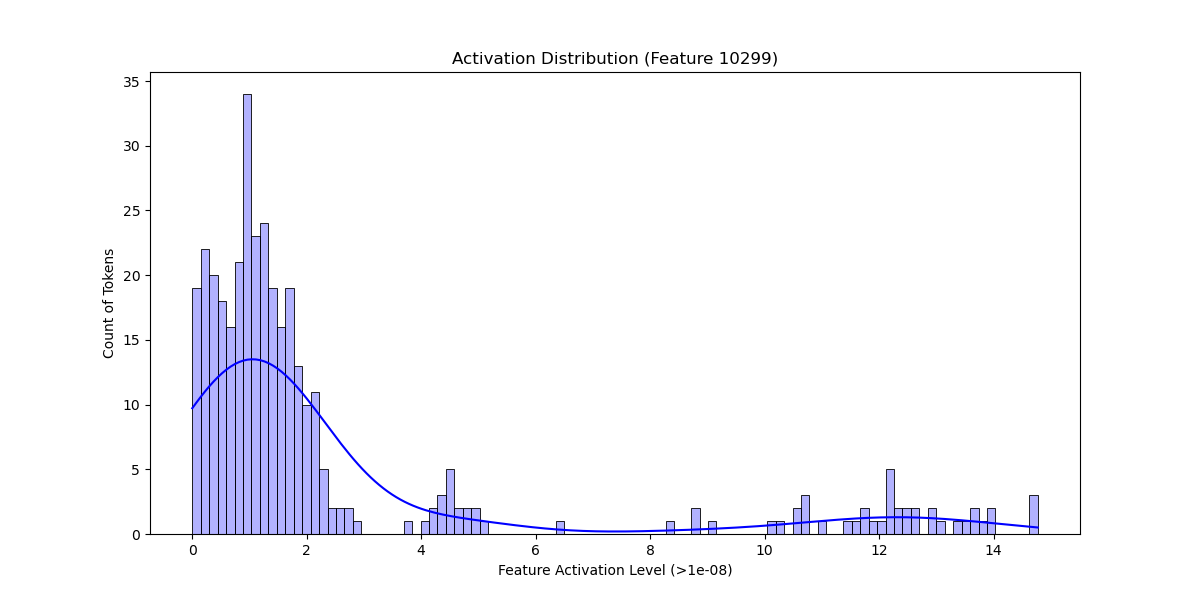 Activation Distribution (Feature 10299)
35
30
25
20
15
10
5
0
Count of Tokens
0 2 4 6 8 10 12 14
Feature Activation Level (>1e-08)